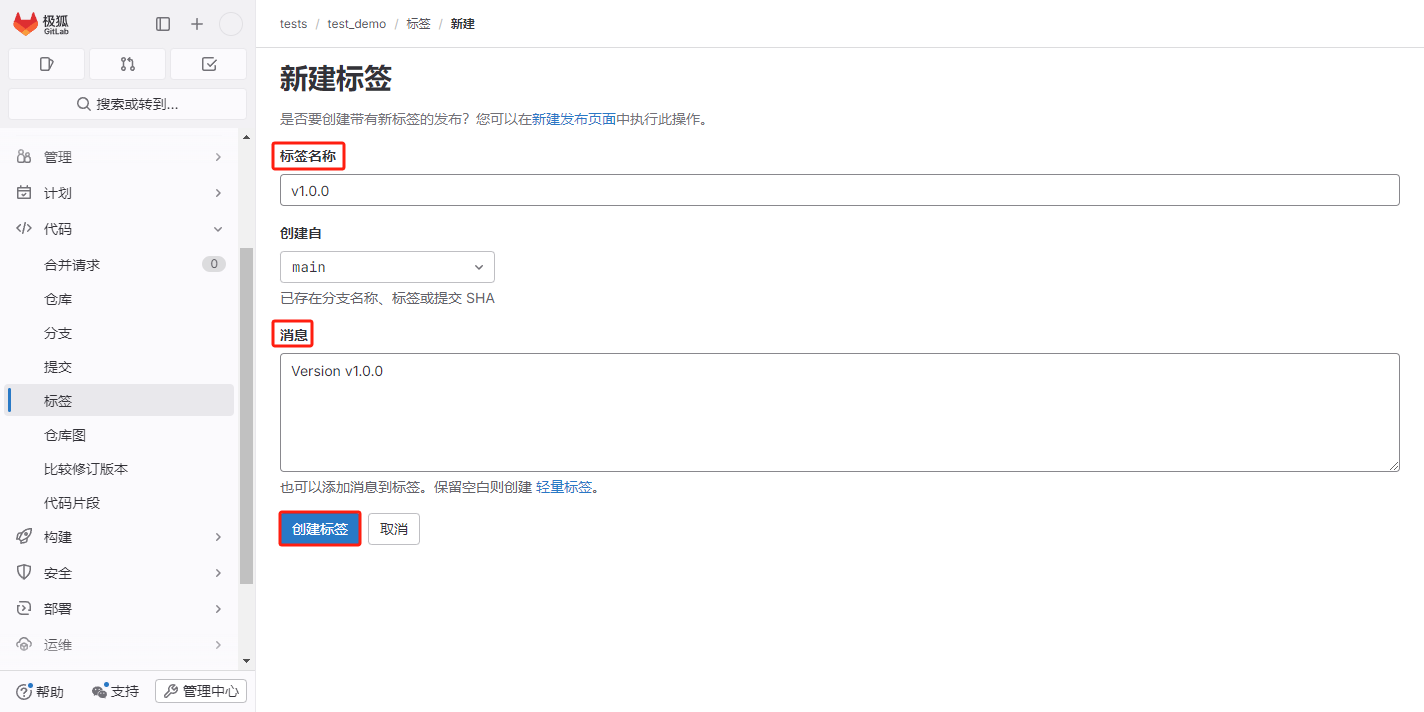 极狐
GitLab
搜索或转到...
管理
计划
代码
合并请求 0
仓库
分支
提交
标签
仓库图
比较修订版本
代码片段
构建
安全
部署
运维
帮助 支持 管理中心
tests / test_demo / 标签 / 新建
新建标签
是否要创建带有新标签的发布？您可以在新建发布页面中执行此操作。
标签名称
v1.0.0
创建自
main
已存在分支名称、标签或提交 SHA
消息
Version v1.0.0
也可以添加消息到标签。保留空白则创建 轻量标签。
创建标签 取消